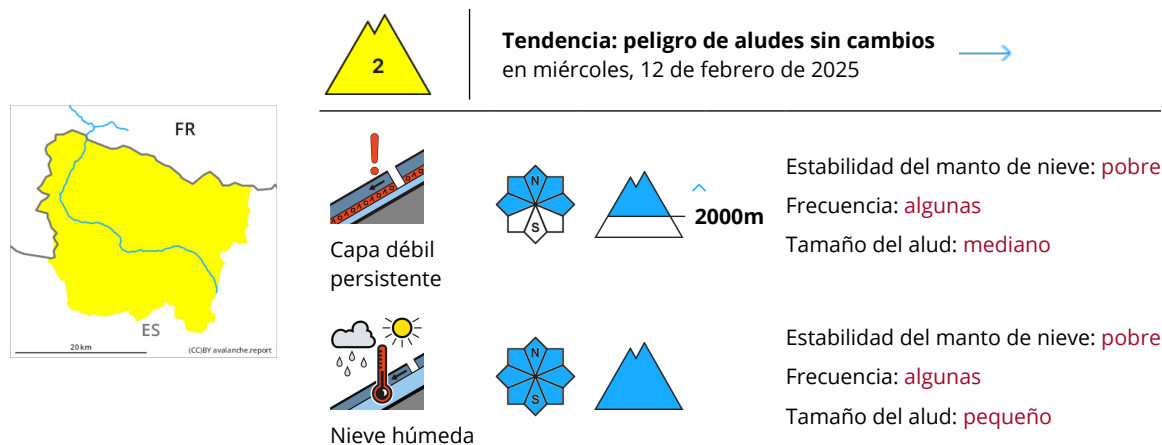 2
Tendencia: peligro de aludes sin cambios
en miércoles, 12 de febrero de 2025
FR
ES
20 km
(CC)BY avalanche.report
Capa débil
persistente
N
S
2000m
Estabilidad del manto de nieve: pobre
Frecuencia: algunas
Tamaño del alud: mediano
Nieve húmeda
N
S
Estabilidad del manto de nieve: pobre
Frecuencia: algunas
Tamaño del alud: pequeño